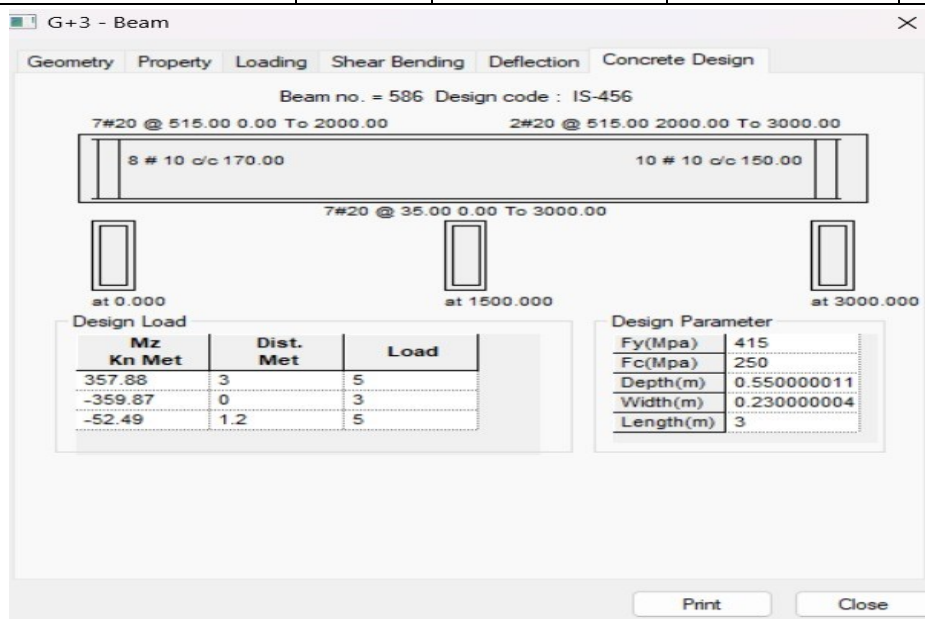 G+3 - Beam
Geometry Property Loading Shear Bending Deflection Concrete Design
Beam no. = 586 Design code : IS-456
7#20 @ 515.00 0.00 To 2000.00 2#20 @ 515.00 2000.00 To 3000.00
8 # 10 c/c 170.00 10 # 10 c/c 150.00
7#20 @ 35.00 0.00 To 3000.00
at 0.000 at 1500.000 at 3000.000
Design Load Design Parameter
Mz Dist. Load
Kn Met Met
357.88 3 5
-359.87 0 3
-52.49 1.2 5
Fy(Mpa) 415
Fc(Mpa) 250
Depth(m) 0.550000011
Width(m) 0.230000004
Length(m) 3
Print Close